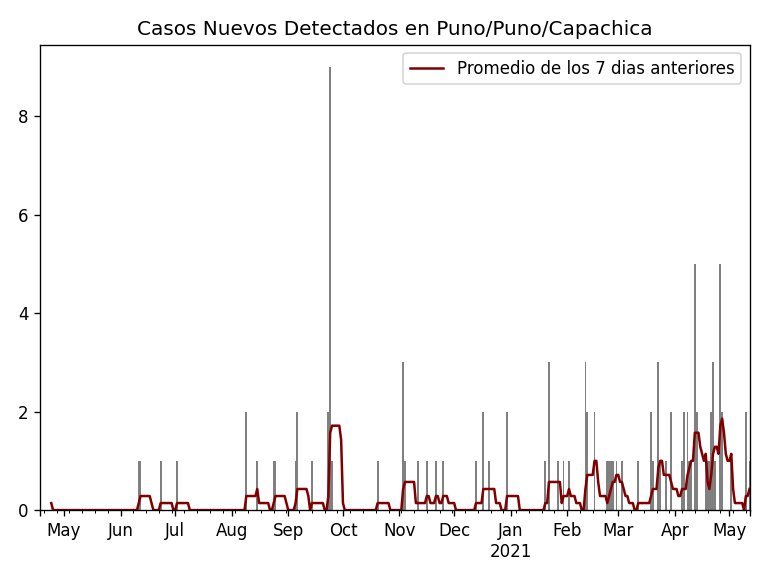 Casos Nuevos Detectados en Puno/Puno/Capachica
Promedio de los 7 dias anteriores
8
6
4
2
0
May Jun Jul Aug Sep Oct Nov Dec Jan Feb Mar Apr May
2021